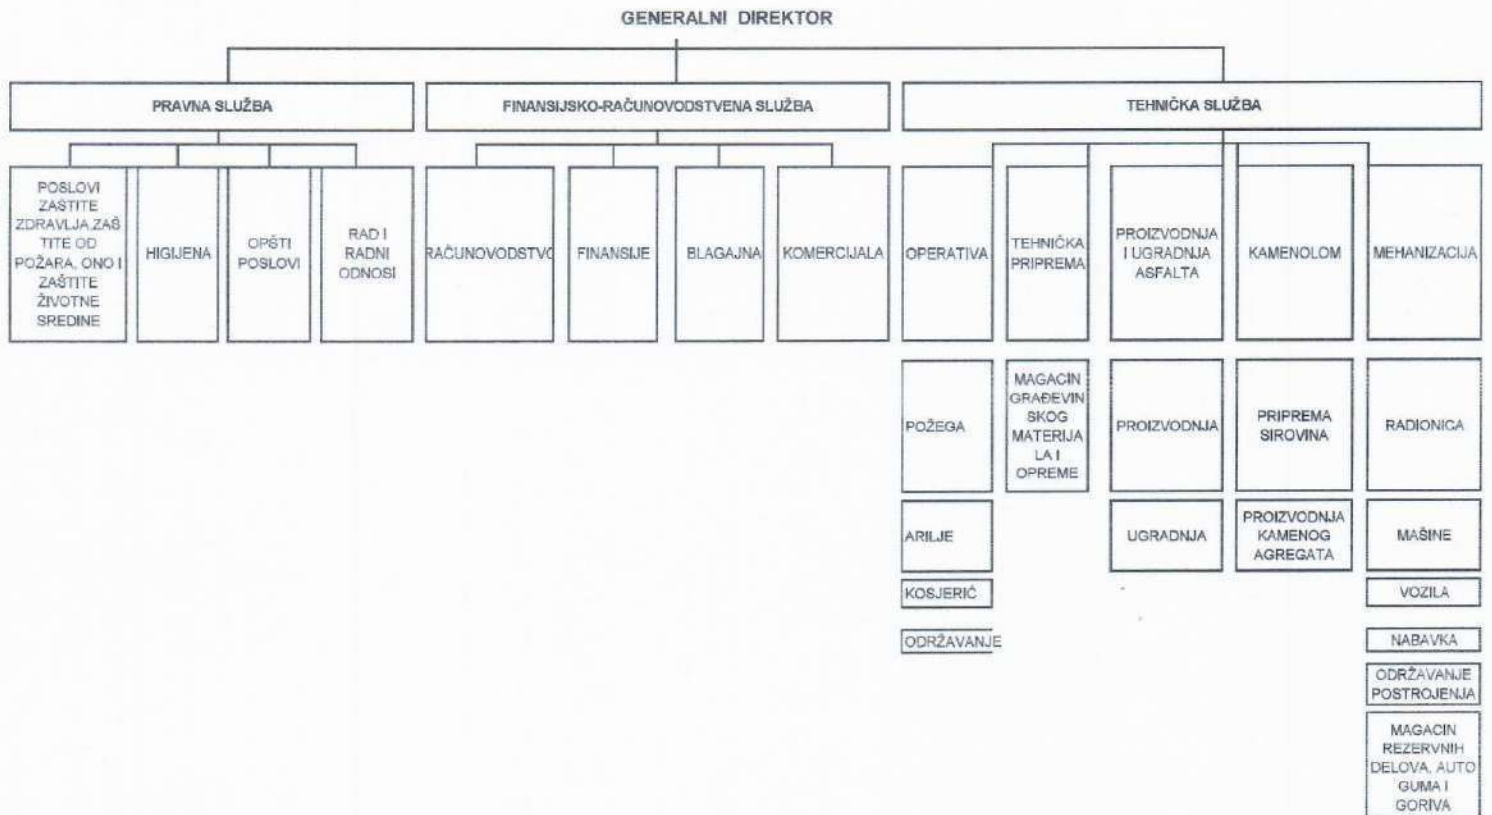 GENERALNI DIREKTOR
PRAVNA SLUŽBA
FINANSIJSKO-RAČUNOVODSTVENA SLUŽBA
TEHNIČKA SLUŽBA
POSLOVI
ZAŠTITE
ZDRAVLJA,ZAŠ
TITE OD
POŽARA, ONO I
ZAŠTITE
ŽIVOTNE
SREDINE
HIGIJENA
OPŠTI
POSLOVI
RAD I
RADNI
ODNOSI
RAČUNOVODSTVO
FINANSIJE
BLAGAJNA
KOMERCIJALA
OPERATIVA
TEHNIČKA
PRIPREMA
PROIZVODNJA
I UGRADNJA
ASFALTA
KAMENOLOM
MEHANIZACIJA
POŽEGA
MAGACIN
GRAĐEVIN
SKOG
MATERIJA
LA I
OPREME
PROIZVODNJA
PRIPREMA
SIROVINA
RADIONICA
ARILJE
UGRADNJA
PROIZVODNJA
KAMENOG
AGREGATA
MAŠINE
KOSJERIĆ
VOZILA
ODRŽAVANJE
NABAVKA
ODRŽAVANJE
POSTROJENJA
MAGACIN
REZERVNIH
DELOVA, AUTO
GUMA I
GORIVA